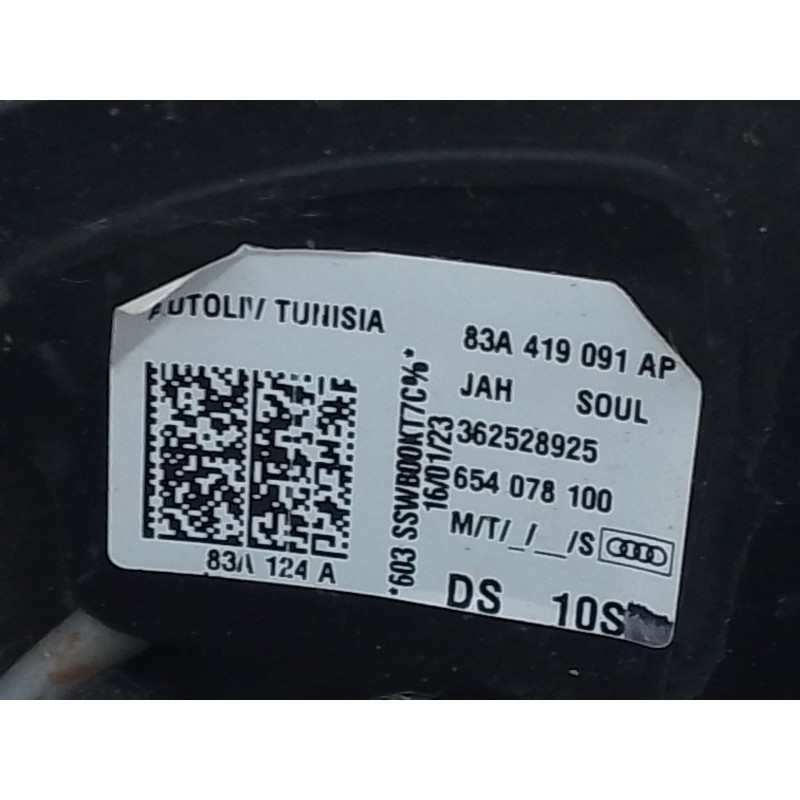 AUTOLIV TUNISIA
83A 419 091 AP
JAH SOUL
362528925
654 078 100
M/T/_/__/S
DS 10S
*603 SSWB00KT7C%*
16/01/23
83A 124 A